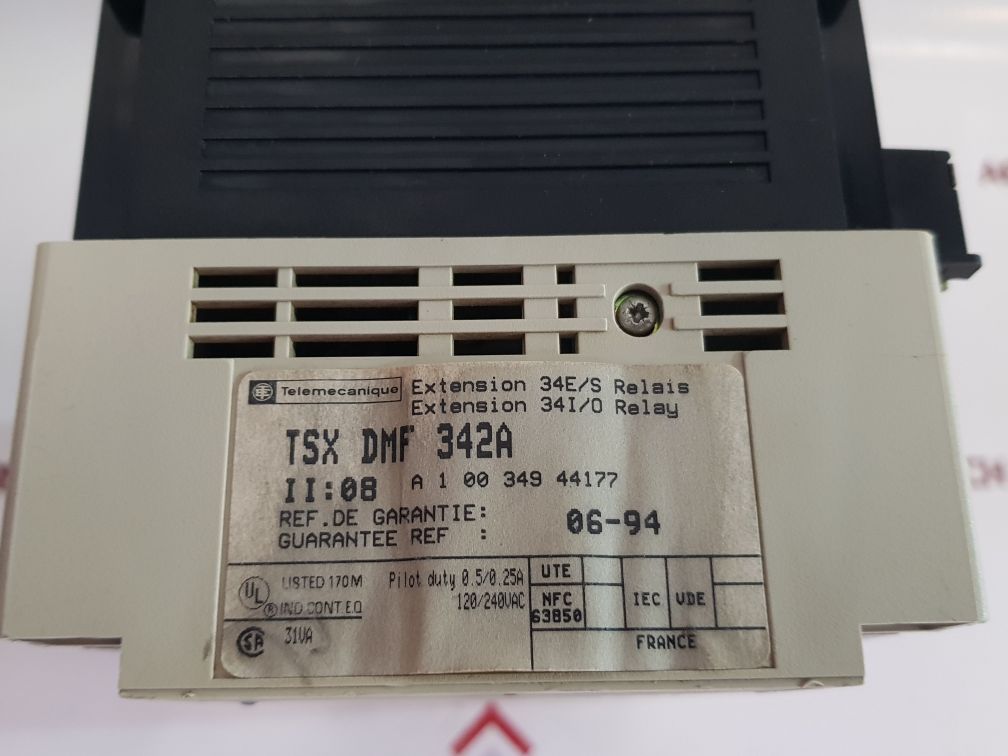 Telemecanique
Extension 34E/S Relais
Extension 34I/O Relay
TSX DMF 342A
II:08 A 1 00 349 44177
REF.DE GARANTIE:
GUARANTEE REF : 06-94
UL
®
LISTED 170M
IND.CONT.EQ
Pilot duty 0.5/0.25A
120/240VAC
SA
31VA
UTE
NFC
63850
IEC
VDE
FRANCE